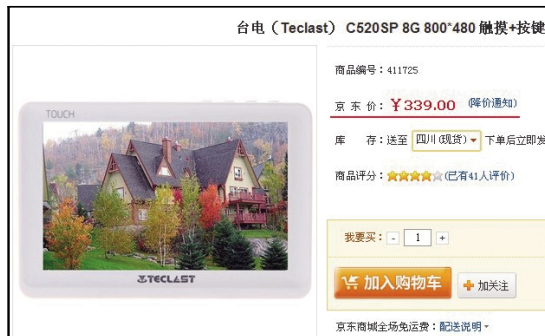 台电（Teclast） C520SP 8G 800*480 触摸+按键
商品编号：411725
京 东 价：￥339.00 (降价通知)
库 存：送至 四川(现货) 下单后立即发
商品评分： (已有41人评价)
我要买： - 1 +
加入购物车 + 加关注
京东商城全场免运费：配送说明
TOUCH
TECLAST